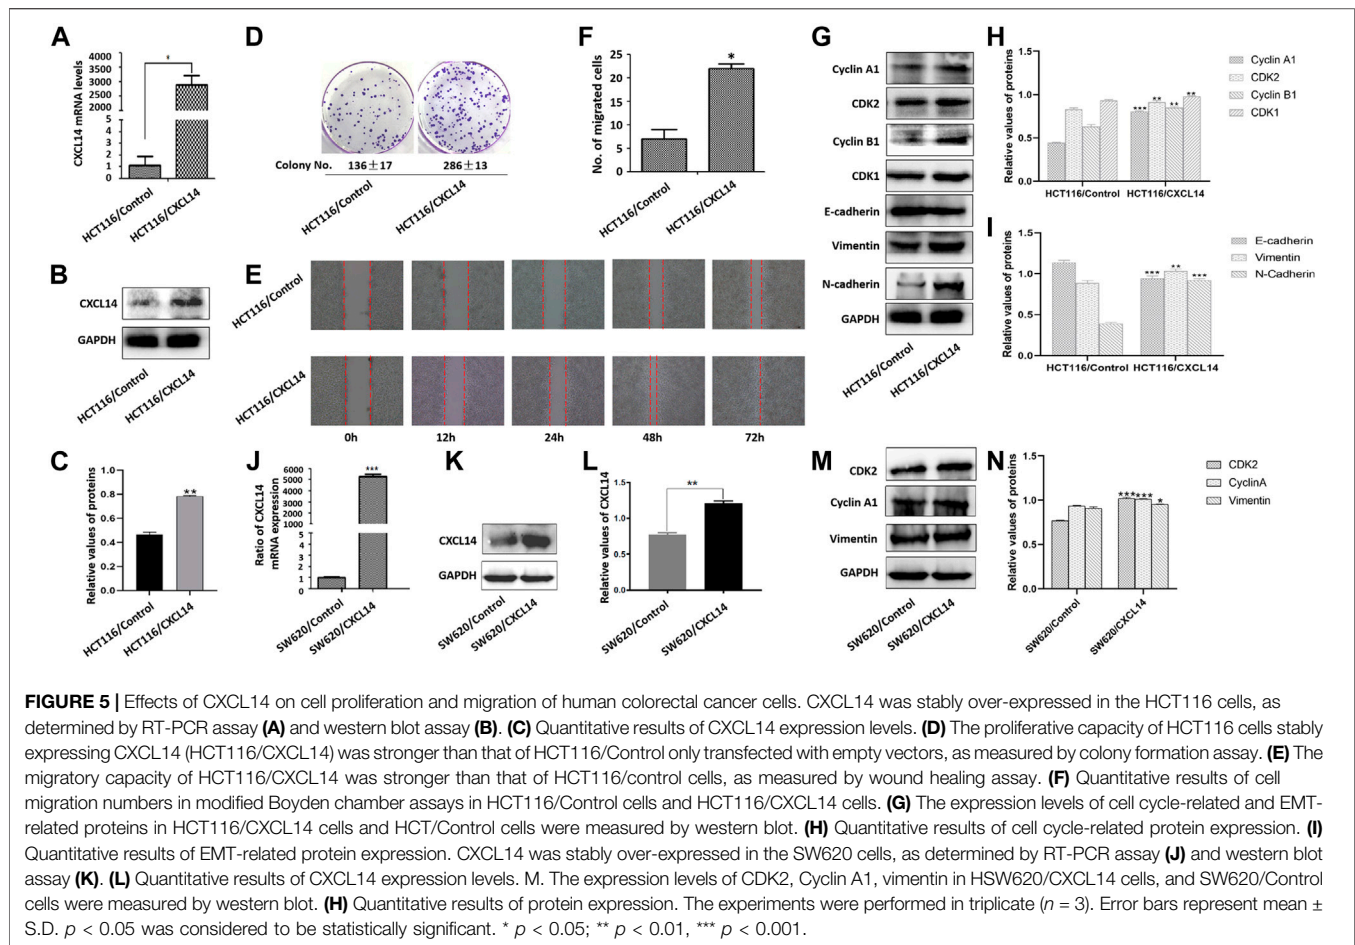 A
CXCL14 mRNA levels
4000
3500
3000
2500
2000
5
4
3
2
1
0
*
HCT116/Control
HCT116/CXCL14
B
CXCL14
GAPDH
HCT116/Control
HCT116/CXCL14
C
Relative values of proteins
0.8
0.6
0.4
0.2
0.0
**
HCT116/Control
HCT116/CXCL14
D
Colony No.
136±17
286±13
HCT116/Control
HCT116/CXCL14
E
HCT116/Control
HCT116/CXCL14
0h
12h
24h
48h
72h
F
No. of migrated cells
25
20
15
10
5
0
*
HCT116/Control
HCT116/CXCL14
G
Cyclin A1
CDK2
Cyclin B1
CDK1
E-cadherin
Vimentin
N-cadherin
GAPDH
HCT116/Control
HCT116/CXCL14
H
Relative values of proteins
1.5
1.0
0.5
0.0
*** ** ** **
HCT116/Control
HCT116/CXCL14
Cyclin A1
CDK2
Cyclin B1
CDK1
I
Relative values of proteins
1.5
1.0
0.5
0.0
*** ** ***
HCT116/Control
HCT116/CXCL14
E-cadherin
Vimentin
N-Cadherin
J
Ratio of CXCL14
mRNA expression
6000
5000
4000
3000
2000
1000
5
4
3
2
1
0
***
SW620/Control
SW620/CXCL14
K
CXCL14
GAPDH
SW620/Control
SW620/CXCL14
L
Relative values of CXCL14
1.5
1.0
0.5
0.0
**
SW620/Control
SW620/CXCL14
M
CDK2
Cyclin A1
Vimentin
GAPDH
SW620/Control
SW620/CXCL14
N
Relative values of proteins
1.5
1.0
0.5
0.0
*** *** *
SW620/Control
SW620/CXCL14
CDK2
CyclinA
Vimentin
FIGURE 5 | Effects of CXCL14 on cell proliferation and migration of human colorectal cancer cells. CXCL14 was stably over-expressed in the HCT116 cells, as
determined by RT-PCR assay (A) and western blot assay (B). (C) Quantitative results of CXCL14 expression levels. (D) The proliferative capacity of HCT116 cells stably
expressing CXCL14 (HCT116/CXCL14) was stronger than that of HCT116/Control only transfected with empty vectors, as measured by colony formation assay. (E) The
migratory capacity of HCT116/CXCL14 was stronger than that of HCT116/control cells, as measured by wound healing assay. (F) Quantitative results of cell
migration numbers in modified Boyden chamber assays in HCT116/Control cells and HCT116/CXCL14 cells. (G) The expression levels of cell cycle-related and EMT-
related proteins in HCT116/CXCL14 cells and HCT/Control cells were measured by western blot. (H) Quantitative results of cell cycle-related protein expression. (I)
Quantitative results of EMT-related protein expression. CXCL14 was stably over-expressed in the SW620 cells, as determined by RT-PCR assay (J) and western blot
assay (K). (L) Quantitative results of CXCL14 expression levels. M. The expression levels of CDK2, Cyclin A1, vimentin in HSW620/CXCL14 cells, and SW620/Control
cells were measured by western blot. (H) Quantitative results of protein expression. The experiments were performed in triplicate (n = 3). Error bars represent mean ±
S.D. p < 0.05 was considered to be statistically significant. * p < 0.05; ** p < 0.01, *** p < 0.001.